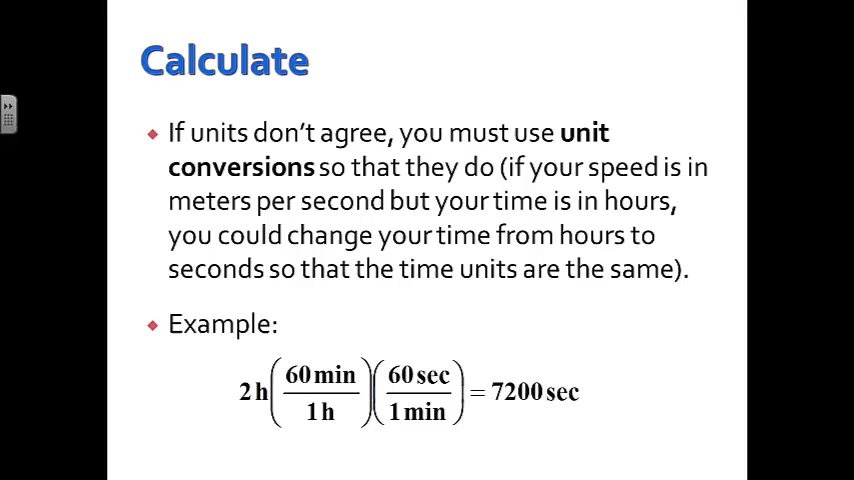 Calculate
If units don't agree, you must use unit
conversions so that they do (if your speed is in
meters per second but your time is in hours,
you could change your time from hours to
seconds so that the time units are the same).
Example:
2 h (60 min / 1 h) (60 sec / 1 min) = 7200 sec